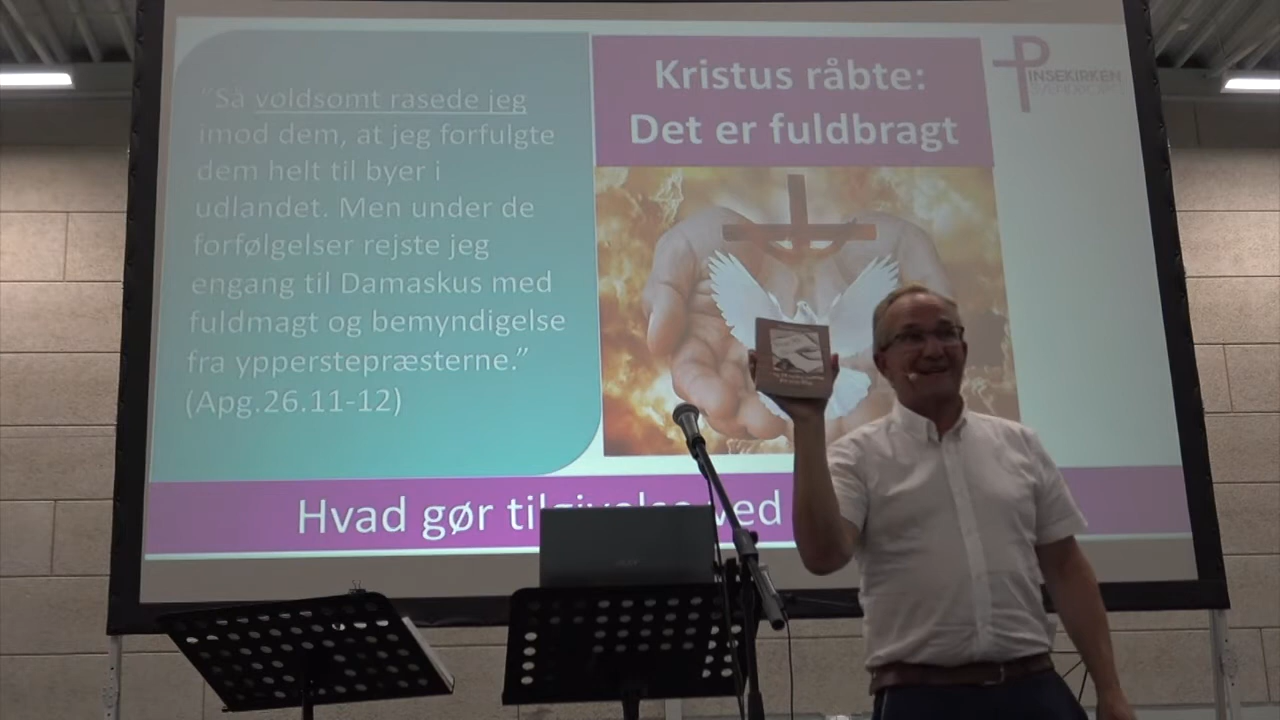 ”Så voldsomt rasede jeg
imod dem, at jeg forfulgte
dem helt til byer i
udlandet. Men under de
forfølgelser rejste jeg
engang til Damaskus med
fuldmagt og bemyndigelse
fra ypperstepræsterne.”
(Apg.26.11-12)
Kristus råbte:
Det er fuldbragt
PINSEKIRKEN
Hvad gør tilgivelse ved